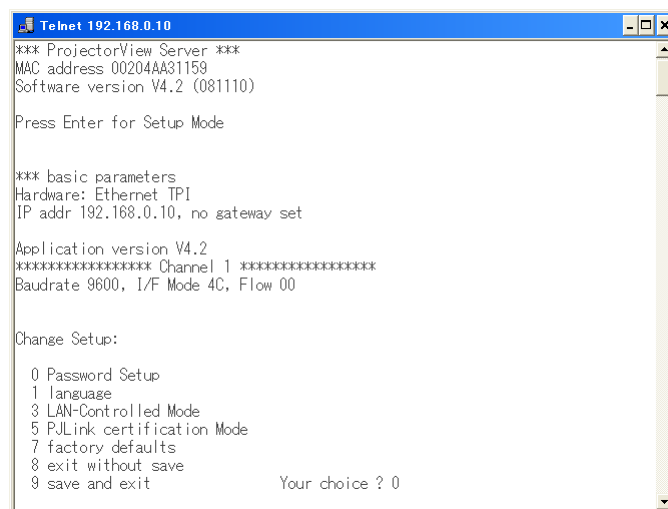 Telnet 192.168.0.10
*** ProjectorView Server ***
MAC address 00204AA31159
Software version V4.2 (081110)
Press Enter for Setup Mode
*** basic parameters
Hardware: Ethernet TPI
IP addr 192.168.0.10, no gateway set
Application version V4.2
***************** Channel 1 *****************
Baudrate 9600, I/F Mode 4C, Flow 00
Change Setup:
0 Password Setup
1 language
3 LAN-Controlled Mode
5 PJLink certification Mode
7 factory defaults
8 exit without save
9 save and exit Your choice ? 0